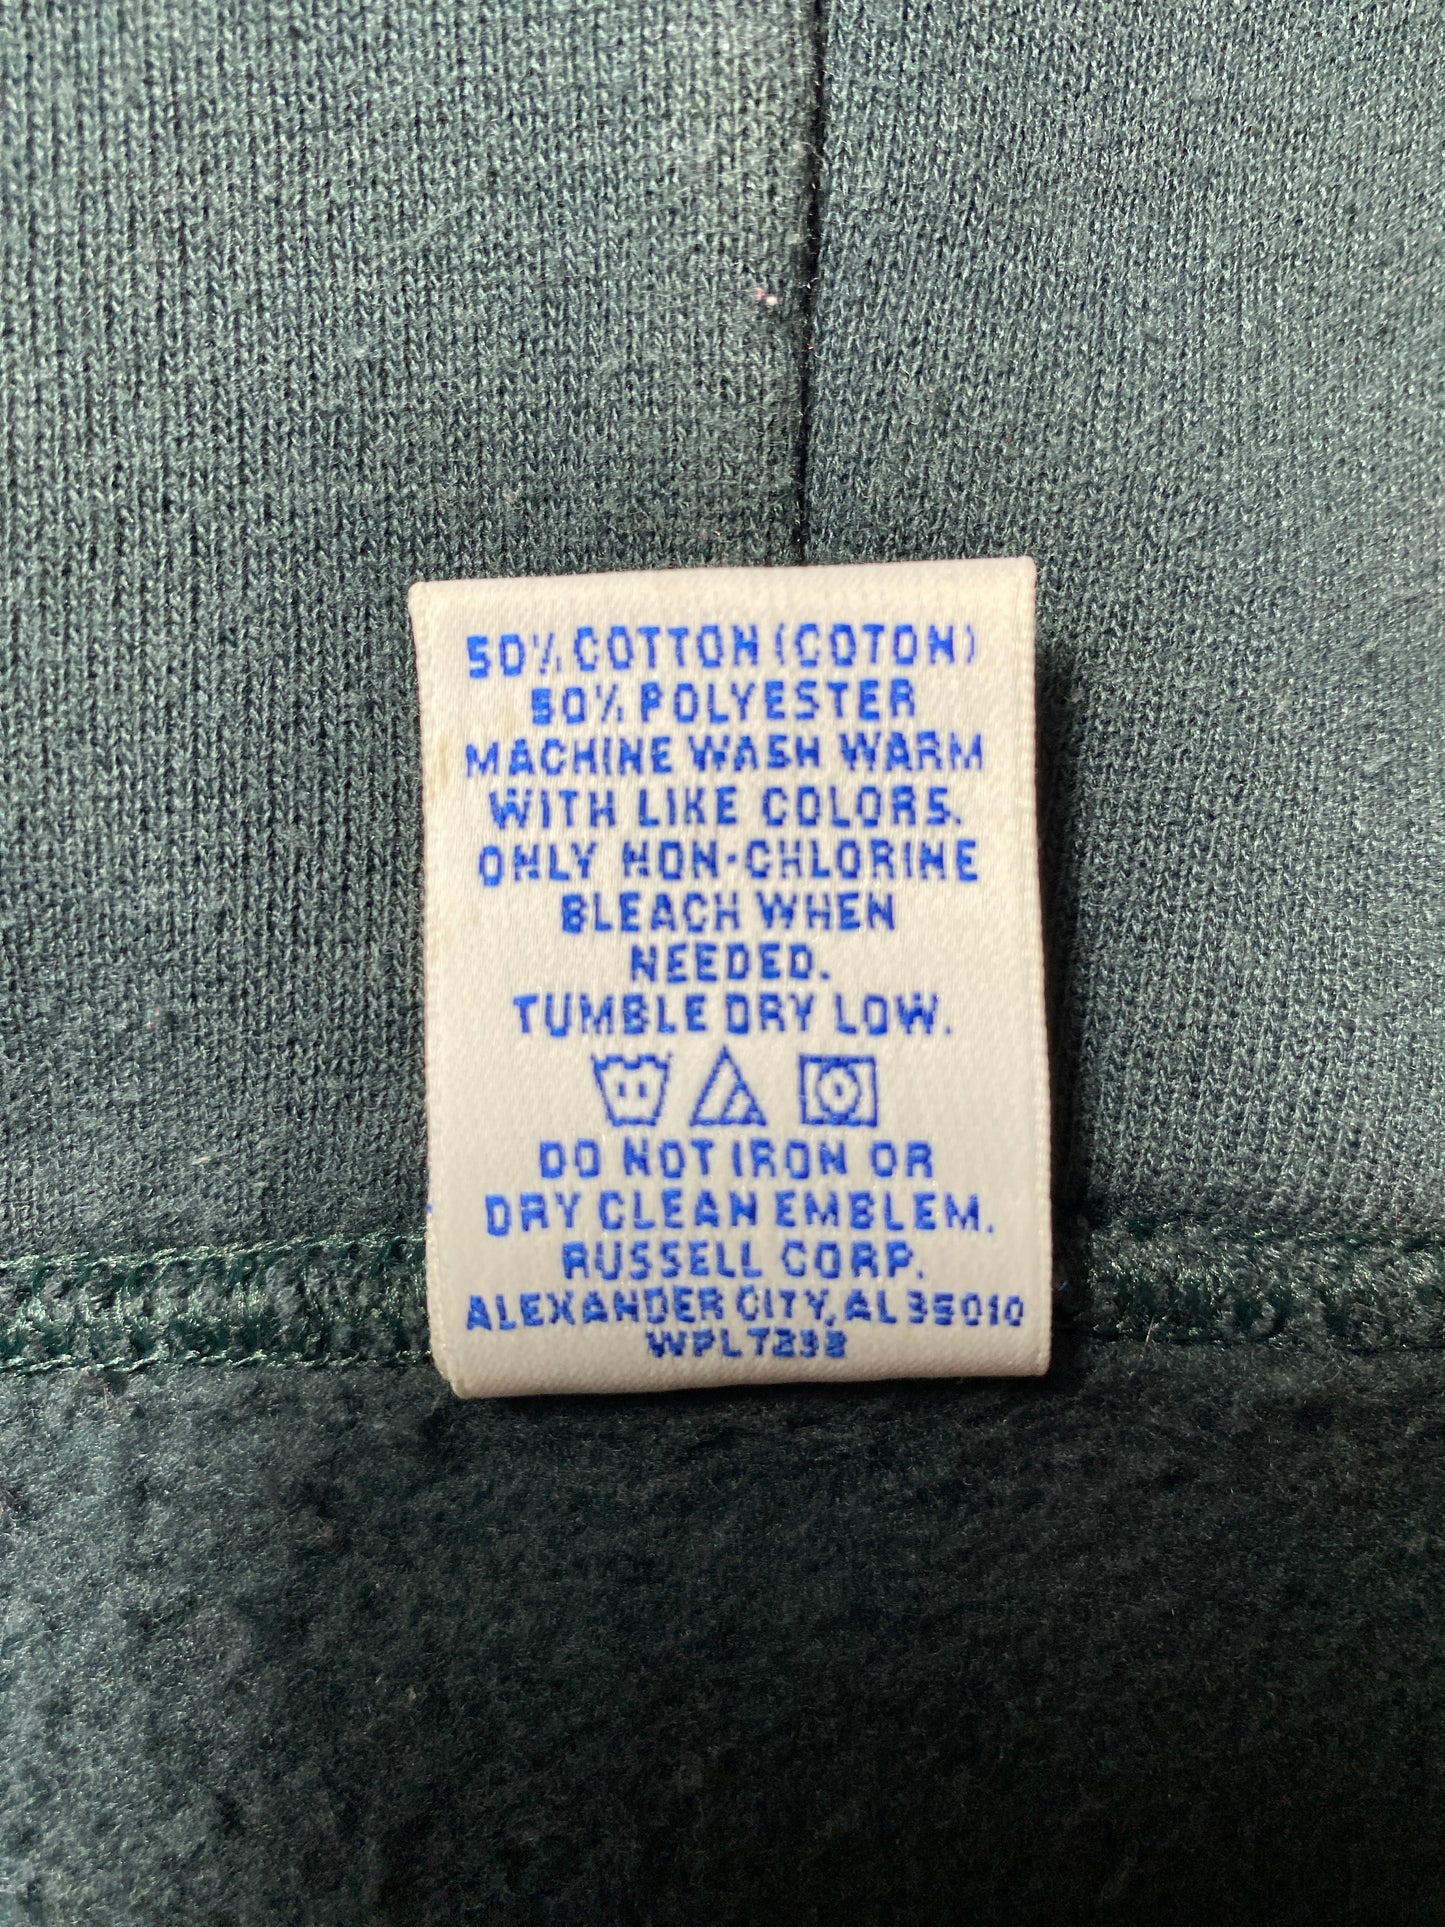 50% COTTON (COTON)
50% POLYESTER
MACHINE WASH WARM
WITH LIKE COLORS.
ONLY NON-CHLORINE
BLEACH WHEN
NEEDED.
TUMBLE DRY LOW.
DO NOT IRON OR
DRY CLEAN EMBLEM.
RUSSELL CORP.
ALEXANDER CITY, AL 35010
WPL7232